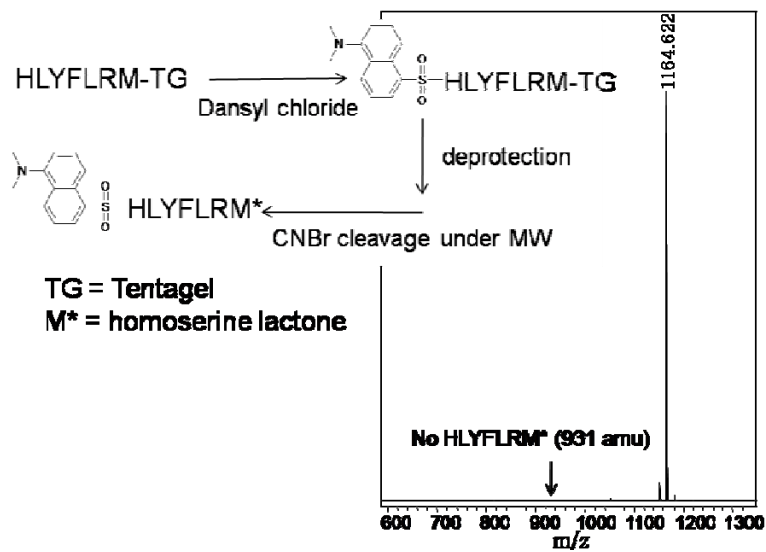 HLYFLRM-TG
Dansyl chloride
N
O
S
O
HLYFLRM-TG
deprotection
N
O
S
O
HLYFLRM*
CNBr cleavage under MW
TG = Tentagel
M* = homoserine lactone
1164.622
No HLYFLRM* (931 amu)
600 700 800 900 1000 1100 1200 1300
m/z